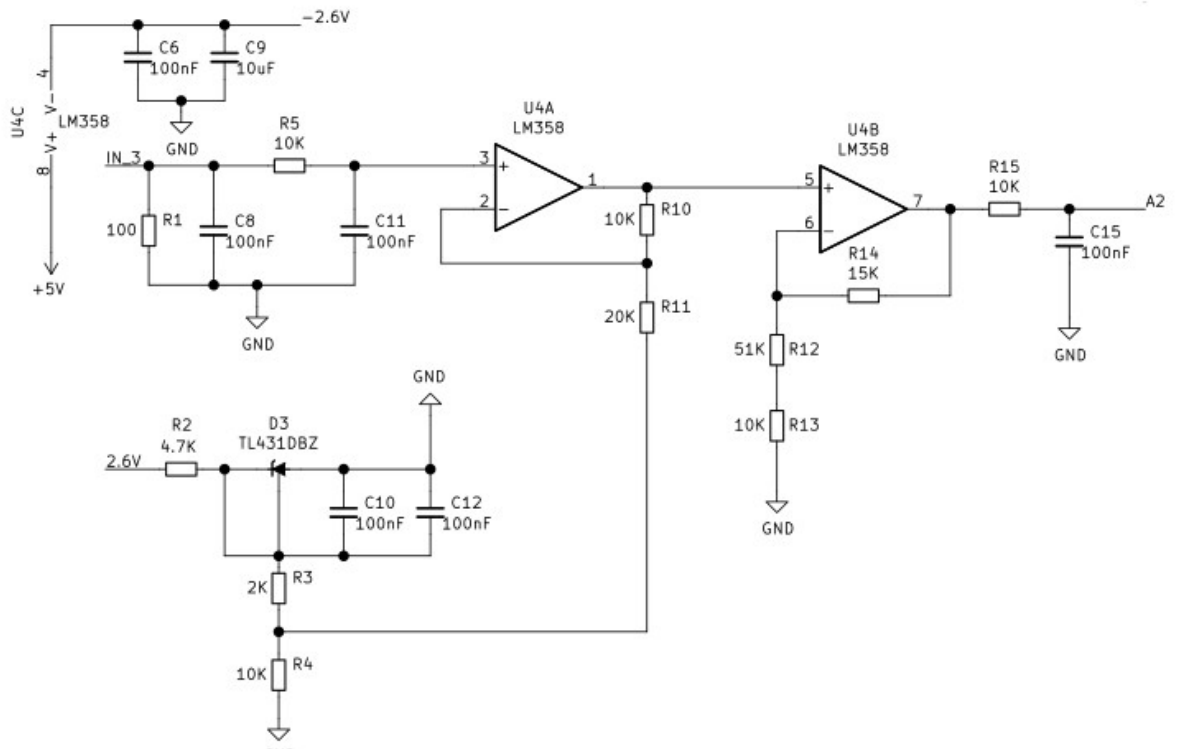 -2.6V
C6
100nF
C9
10uF
4
V-
U4C
LM358
V+
8
+5V
GND
IN_3
R5
10K
R1
100
C8
100nF
C11
100nF
GND
U4A
LM358
3
+
2
-
1
10K
R10
20K
R11
U4B
LM358
5
+
6
-
7
R14
15K
R15
10K
A2
C15
100nF
GND
51K
R12
10K
R13
GND
GND
R2
4.7K
2.6V
D3
TL431DBZ
C10
100nF
C12
100nF
2K
R3
10K
R4